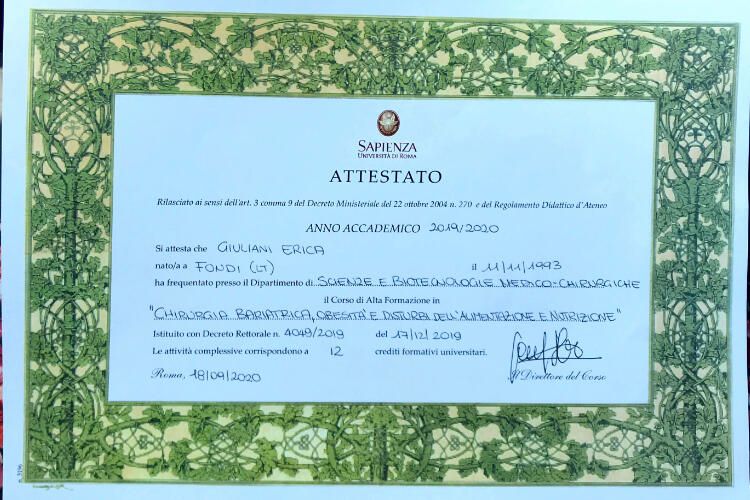 SAPIENZA
UNIVERSITÀ DI ROMA
ATTESTATO
Rilasciato ai sensi dell'art. 3 comma 9 del Decreto Ministeriale del 22 ottobre 2004 n. 270 e del Regolamento Didattico d'Ateneo
ANNO ACCADEMICO 2019/2020
Si attesta che GIULIANI ERICA
nato/a a FONDI (LT) il 11/11/1993
ha frequentato presso il Dipartimento di SCIENZE E BIOTECNOLOGIE MEDICO-CHIRURGICHE
il Corso di Alta Formazione in
"CHIRURGIA BARIATRICA, OBESITÀ E DISTURBI DELL'ALIMENTAZIONE E NUTRIZIONE"
Istituito con Decreto Rettorale n. 4049/2019 del 17/12/2019
Le attività complessive corrispondono a 12 crediti formativi universitari.
Roma, 18/09/2020
Il Direttore del Corso
n. 3196